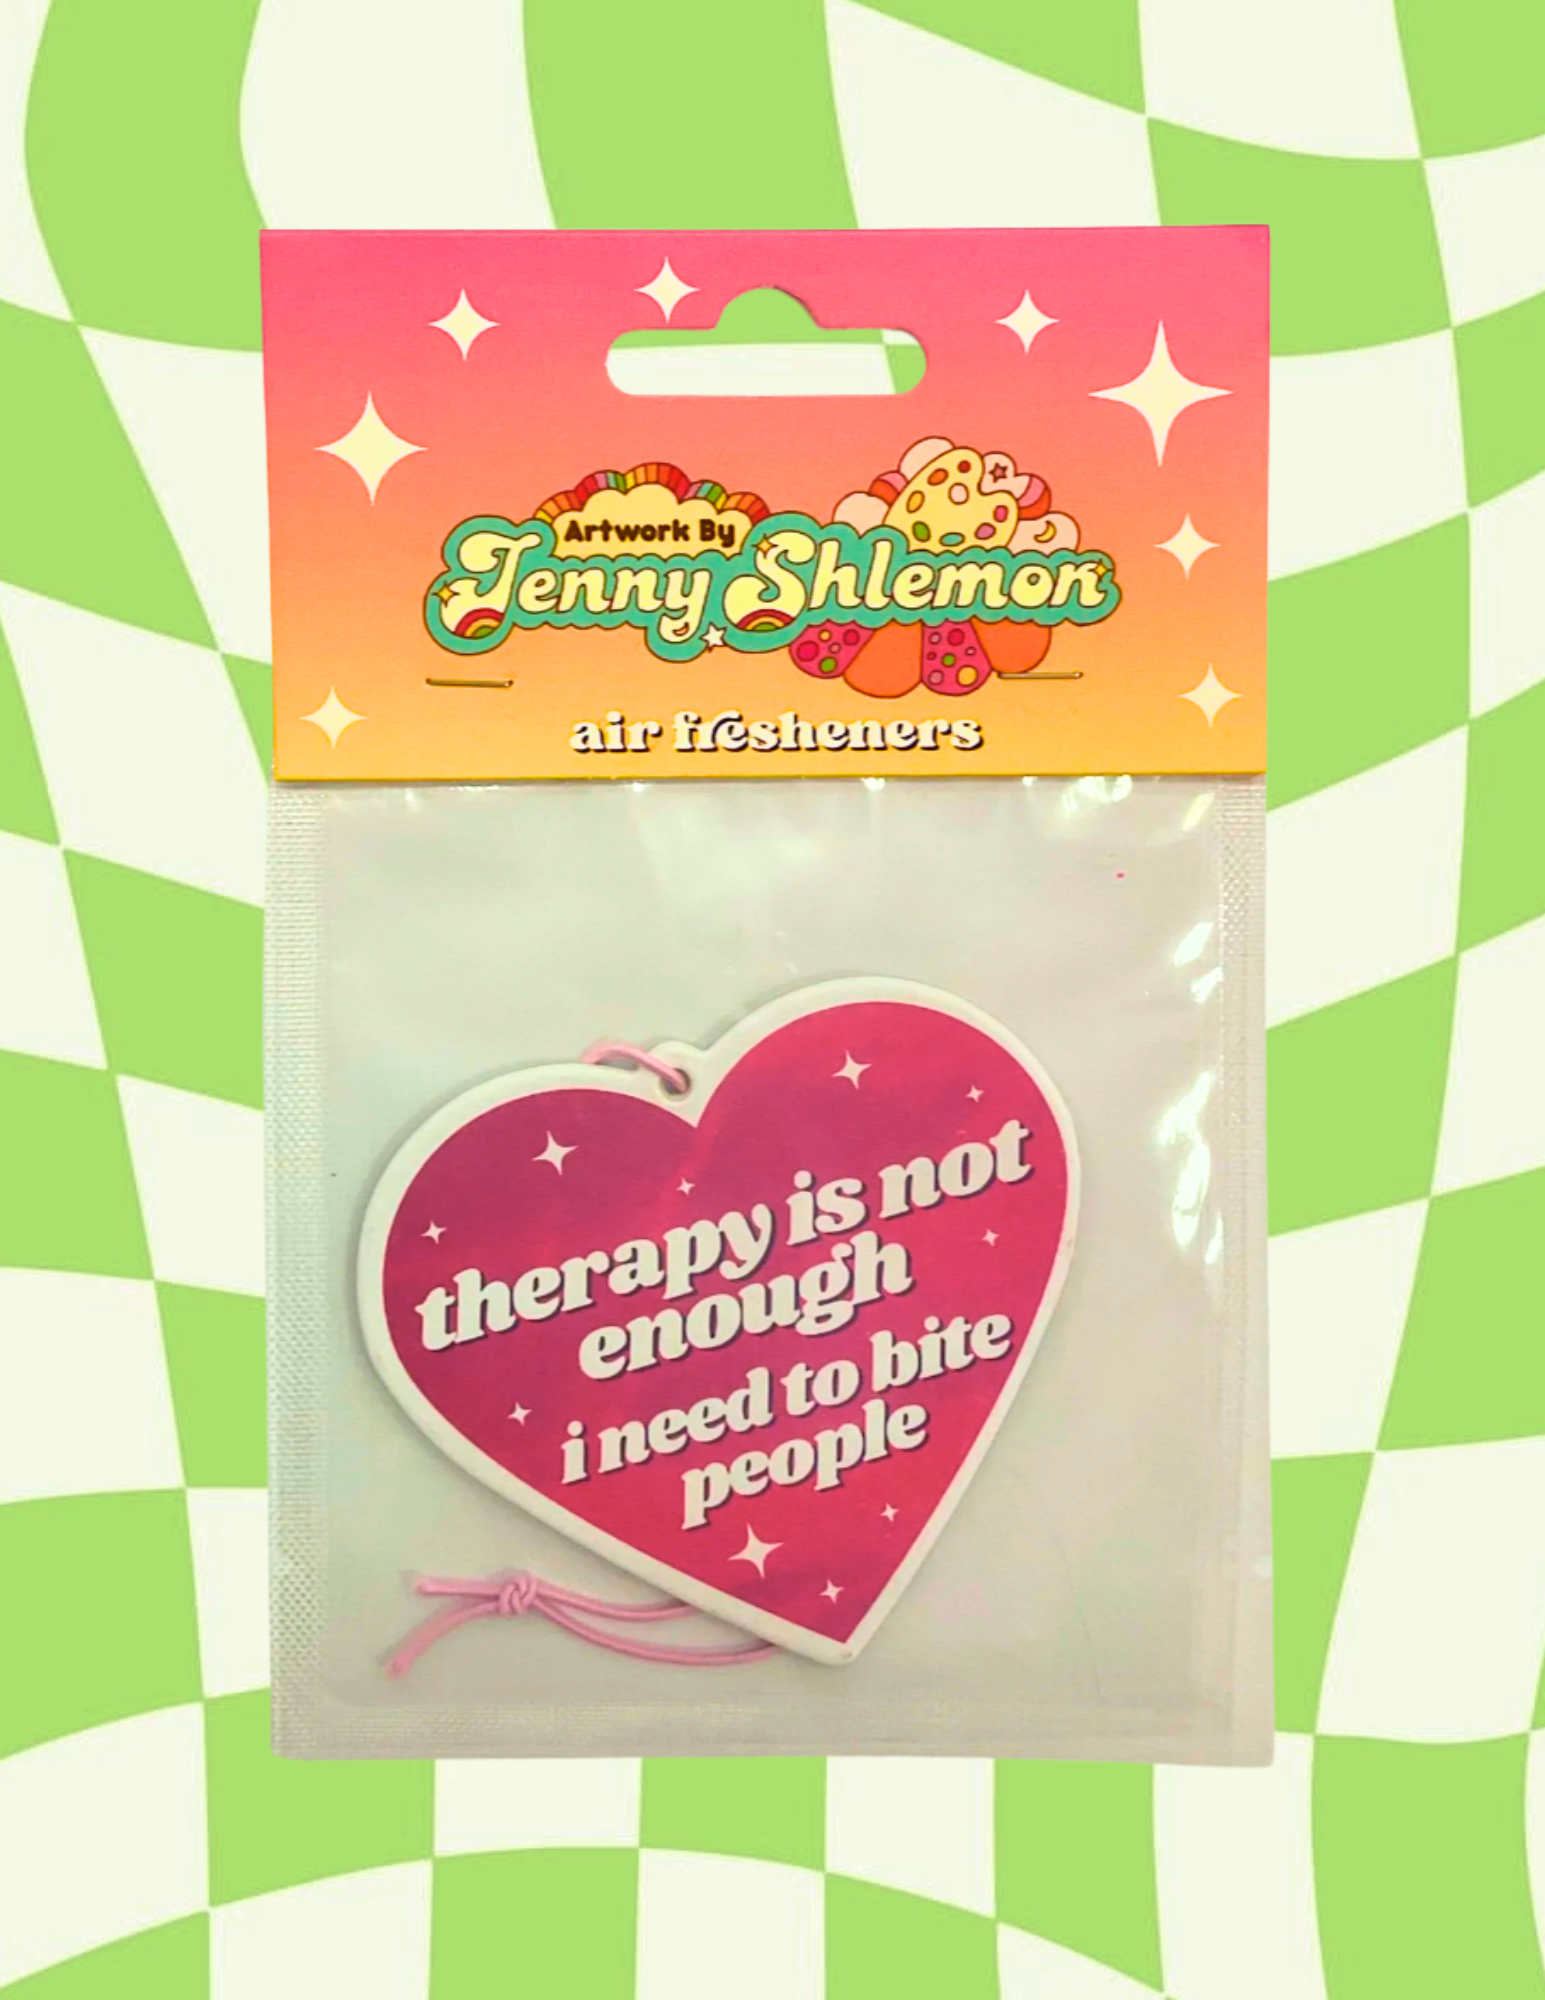 Artwork By
Jenny Shlemon
air fresheners
therapy is not
enough
i need to bite
people